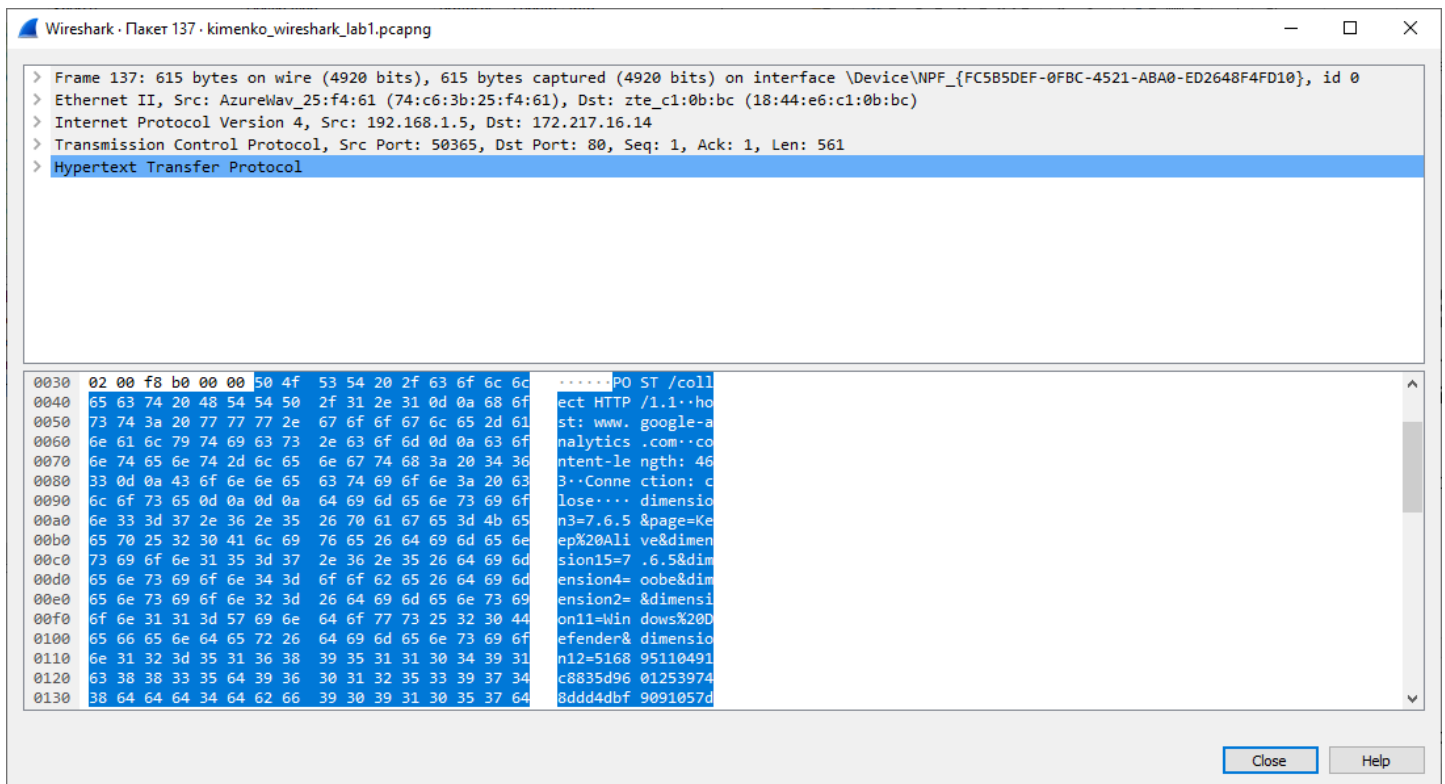 Wireshark · Пакет 137 · kimenko_wireshark_lab1.pcapng
> Frame 137: 615 bytes on wire (4920 bits), 615 bytes captured (4920 bits) on interface \Device\NPF_{FC5B5DEF-0FBC-4521-ABA0-ED2648F4FD10}, id 0
> Ethernet II, Src: AzureWav_25:f4:61 (74:c6:3b:25:f4:61), Dst: zte_c1:0b:bc (18:44:e6:c1:0b:bc)
> Internet Protocol Version 4, Src: 192.168.1.5, Dst: 172.217.16.14
> Transmission Control Protocol, Src Port: 50365, Dst Port: 80, Seq: 1, Ack: 1, Len: 561
> Hypertext Transfer Protocol
0030 02 00 f8 b0 00 00 50 4f 53 54 20 2f 63 6f 6c 6c ······PO ST /coll
0040 65 63 74 20 48 54 54 50 2f 31 2e 31 0d 0a 68 6f ect HTTP /1.1··ho
0050 73 74 3a 20 77 77 77 2e 67 6f 6f 67 6c 65 2d 61 st: www. google-a
0060 6e 61 6c 79 74 69 63 73 2e 63 6f 6d 0d 0a 63 6f nalytics .com··co
0070 6e 74 65 6e 74 2d 6c 65 6e 67 74 68 3a 20 34 36 ntent-le ngth: 46
0080 33 0d 0a 43 6f 6e 6e 65 63 74 69 6f 6e 3a 20 63 3··Conne ction: c
0090 6c 6f 73 65 0d 0a 0d 0a 64 69 6d 65 6e 73 69 6f lose···· dimensio
00a0 6e 33 3d 37 2e 36 2e 35 26 70 61 67 65 3d 4b 65 n3=7.6.5 &page=Ke
00b0 65 70 25 32 30 41 6c 69 76 65 26 64 69 6d 65 6e ep%20Ali ve&dimen
00c0 73 69 6f 6e 31 35 3d 37 2e 36 2e 35 26 64 69 6d sion15=7 .6.5&dim
00d0 65 6e 73 69 6f 6e 34 3d 6f 6f 62 65 26 64 69 6d ension4= oobe&dim
00e0 65 6e 73 69 6f 6e 32 3d 26 64 69 6d 65 6e 73 69 ension2= &dimensi
00f0 6f 6e 31 31 3d 57 69 6e 64 6f 77 73 25 32 30 44 on11=Win dows%20D
0100 65 66 65 6e 64 65 72 26 64 69 6d 65 6e 73 69 6f efender& dimensio
0110 6e 31 32 3d 35 31 36 38 39 35 31 31 30 34 39 31 n12=5168 95110491
0120 63 38 38 33 35 64 39 36 30 31 32 35 33 39 37 34 c8835d96 01253974
0130 38 64 64 64 34 64 62 66 39 30 39 31 30 35 37 64 8ddd4dbf 9091057d
Close Help